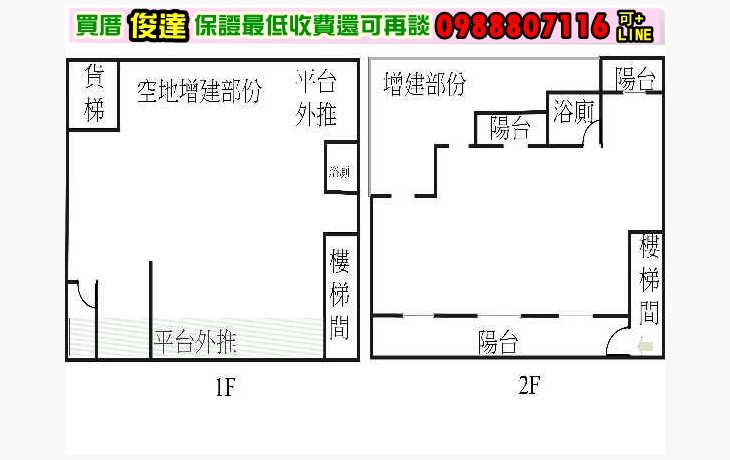 買厝 俊達 保證最低收費還可再談 0988807116 可+LINE
貨梯
空地增建部份
平台外推
浴廁
樓梯間
平台外推
1F
增建部份
陽台
浴廁
陽台
樓梯間
陽台
2F